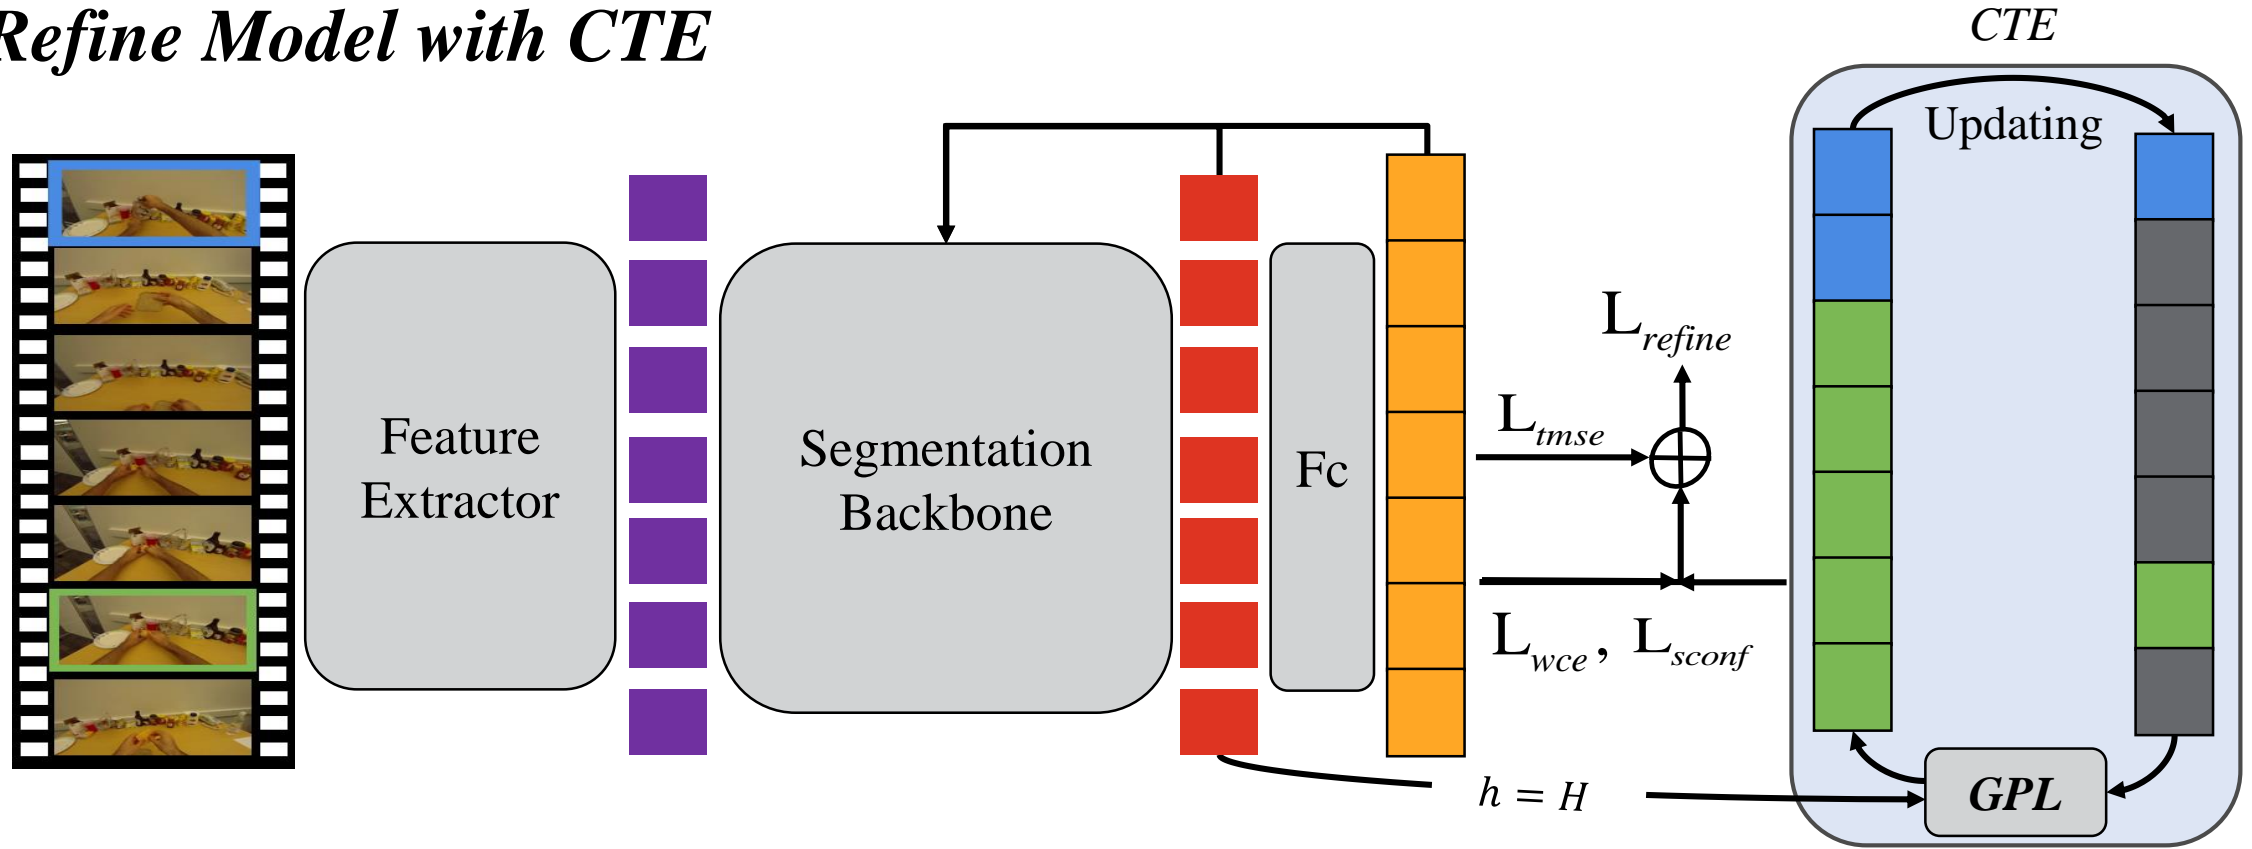 Refine Model with CTE
CTE
Updating
Feature
Extractor
Segmentation
Backbone
Fc
L_refine
L_tmse
L_wce, L_sconf
h = H
GPL